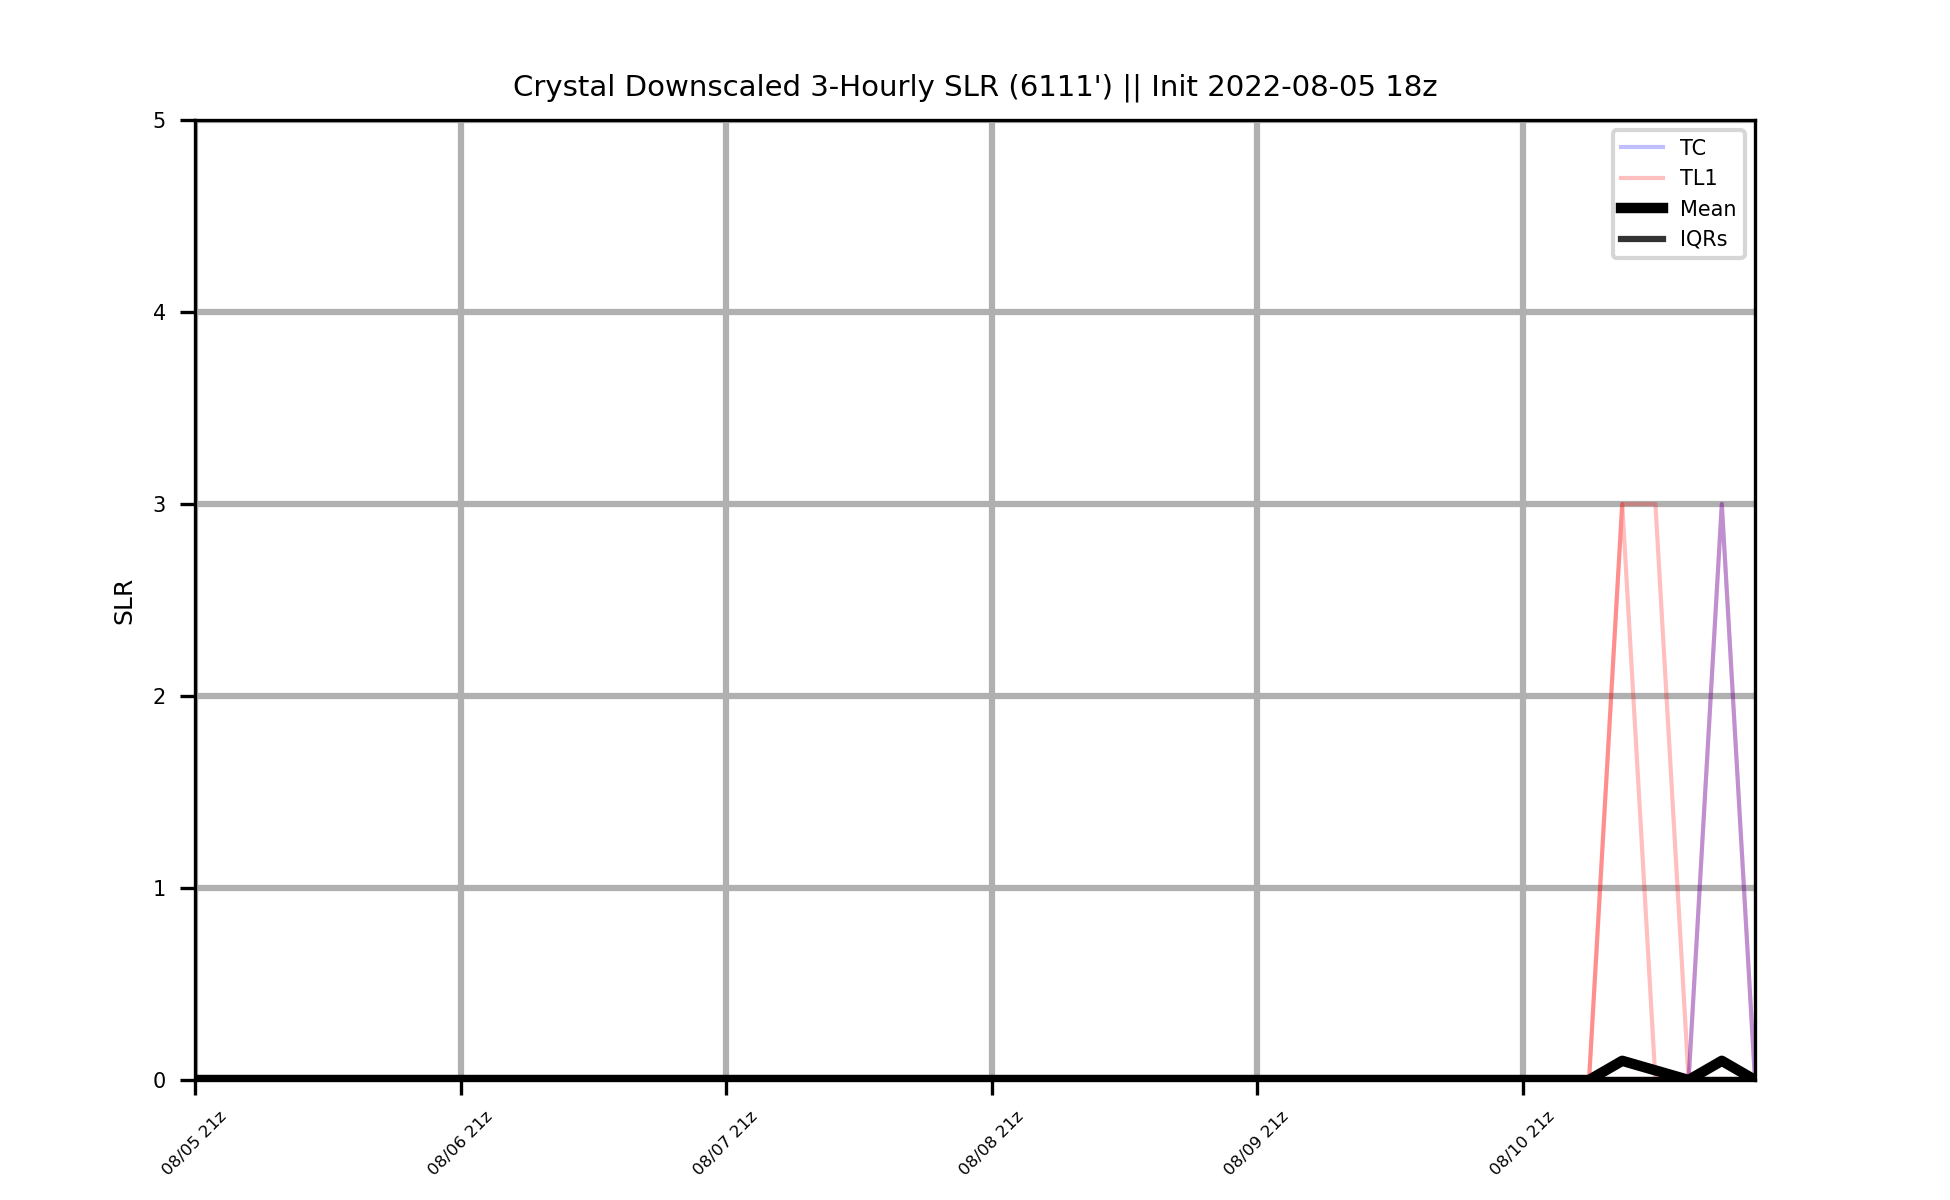 Crystal Downscaled 3-Hourly SLR (6111') || Init 2022-08-05 18z
TC
TL1
Mean
IQRs
5
4
3
2
1
0
SLR
08/05 21z
08/06 21z
08/07 21z
08/08 21z
08/09 21z
08/10 21z